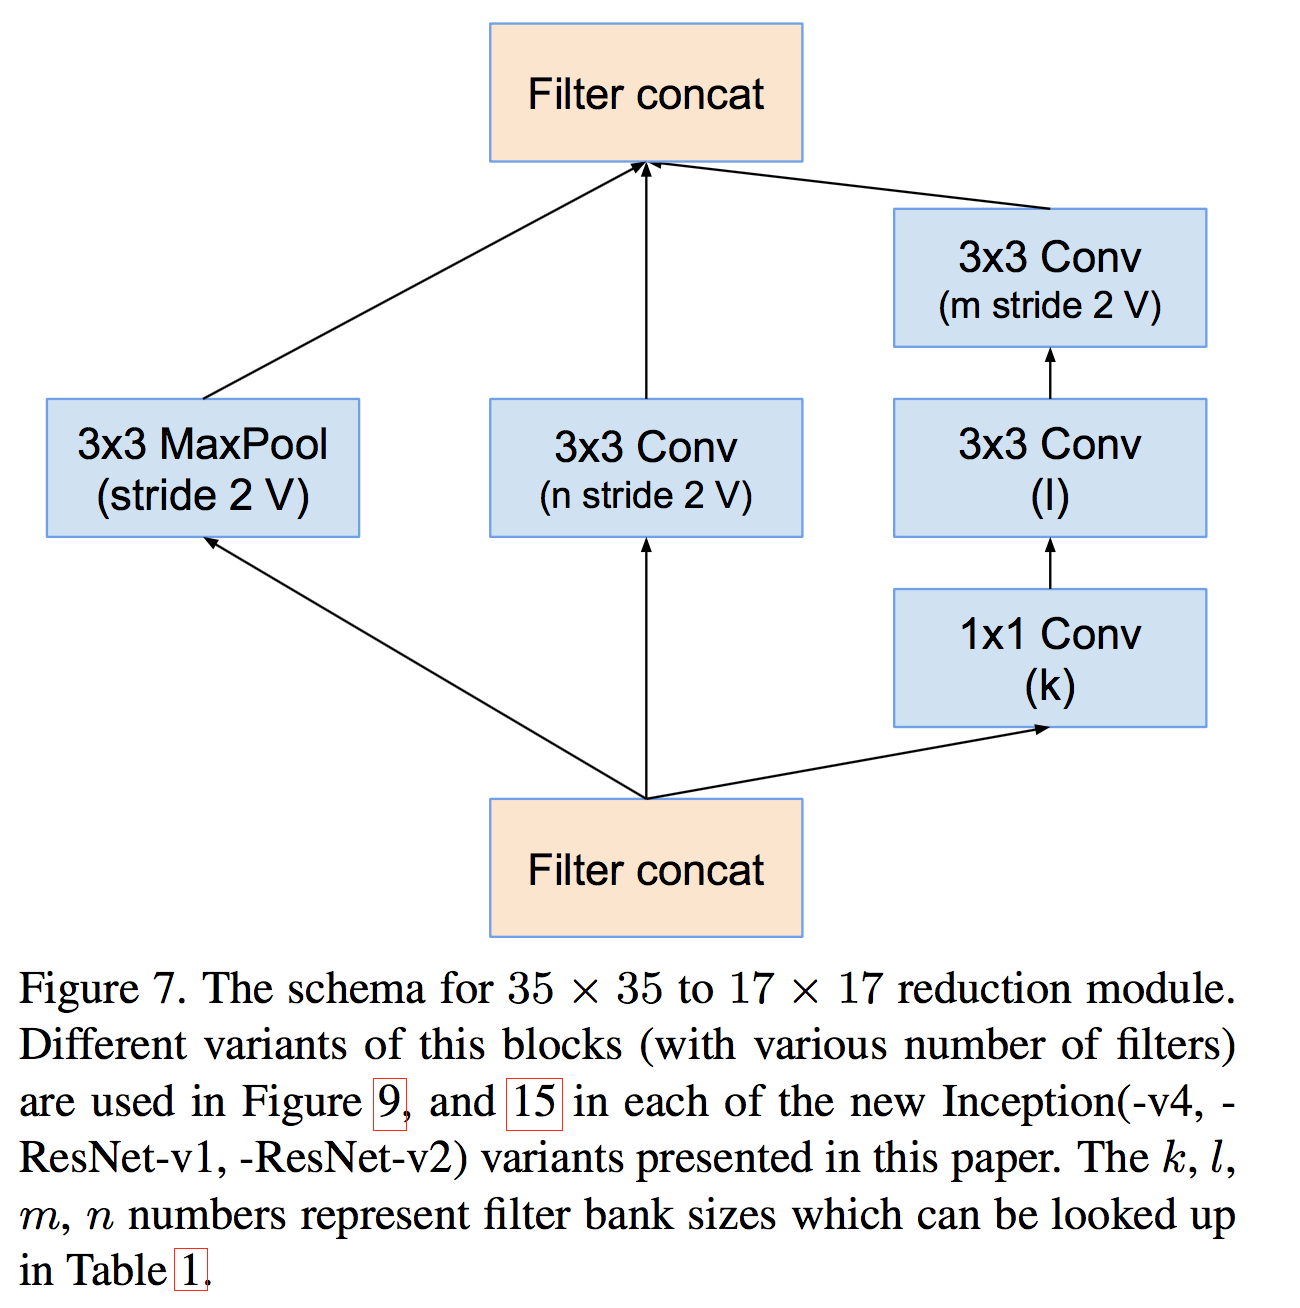 Filter concat
3x3 Conv
(m stride 2 V)
3x3 MaxPool
(stride 2 V)
3x3 Conv
(n stride 2 V)
3x3 Conv
(l)
1x1 Conv
(k)
Filter concat
Figure 7. The schema for 35 × 35 to 17 × 17 reduction module.
Different variants of this blocks (with various number of filters)
are used in Figure 9, and 15 in each of the new Inception(-v4, -
ResNet-v1, -ResNet-v2) variants presented in this paper. The k, l,
m, n numbers represent filter bank sizes which can be looked up
in Table 1.